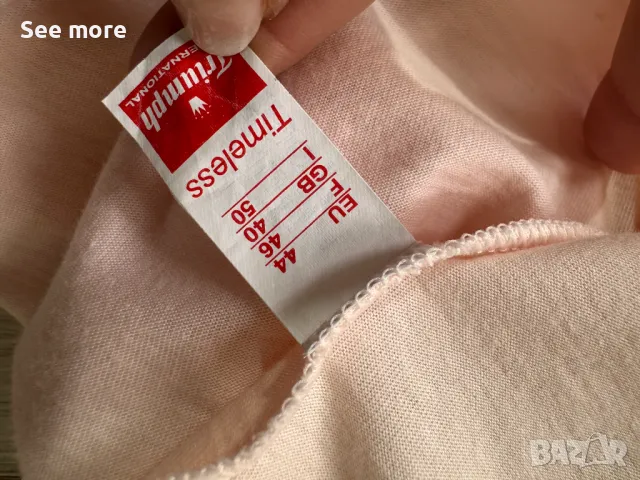 See more
EU 44
F 46
GB 40
I 50
Timeless
Triumph
INTERNATIONAL
BAZAR